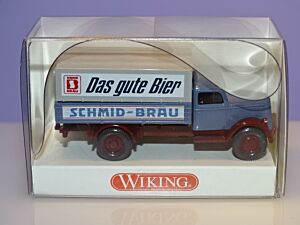 Das gute Bier
SCHMID-BRÄU
WIKING